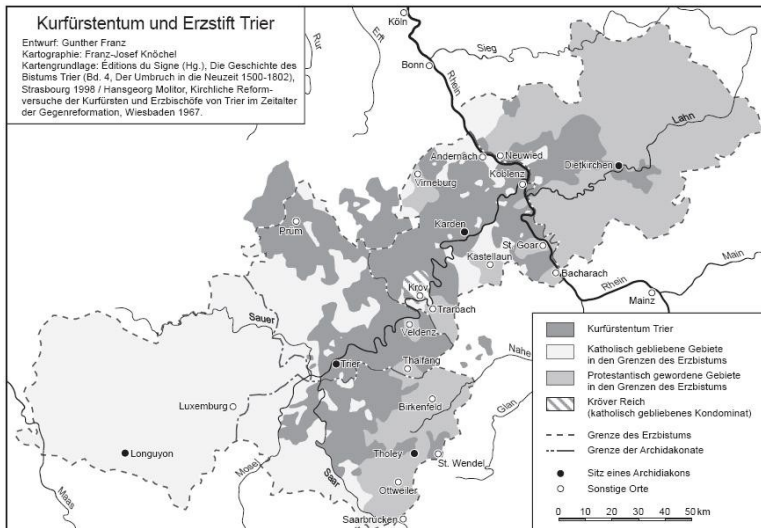 Kurfürstentum und Erzstift Trier
Entwurf: Gunther Franz
Kartographie: Franz-Josef Knöchel
Kartengrundlage: Éditions du Signe (Hg.), Die Geschichte des
Bistums Trier (Bd. 4, Der Umbruch in die Neuzeit 1500-1802),
Strasbourg 1998 / Hansgeorg Molitor, Kirchliche Reform-
versuche der Kurfürsten und Erzbischöfe von Trier im Zeitalter
der Gegenreformation, Wiesbaden 1967.
Köln
Rur
Erft
Sieg
Bonn
Rhein
Lahn
Andernach
Neuwied
Dietkirchen
Virneburg
Koblenz
Prüm
Karden
St. Goar
Kastellaun
Bacharach
Main
Rhein
Kröv
Mainz
Trarbach
Sauer
Veldenz
Nahe
Trier
Thalfang
Luxemburg
Birkenfeld
Glan
Longuyon
Tholey
St. Wendel
Mosel
Saar
Maas
Ottweiler
Saarbrücken
Kurfürstentum Trier
Katholisch gebliebene Gebiete
in den Grenzen des Erzbistums
Protestantisch gewordene Gebiete
in den Grenzen des Erzbistums
Kröver Reich
(katholisch gebliebenes Kondominat)
Grenze des Erzbistums
Grenze der Archidiakonate
Sitz eines Archidiakons
Sonstige Orte
0 10 20 30 40 50 km